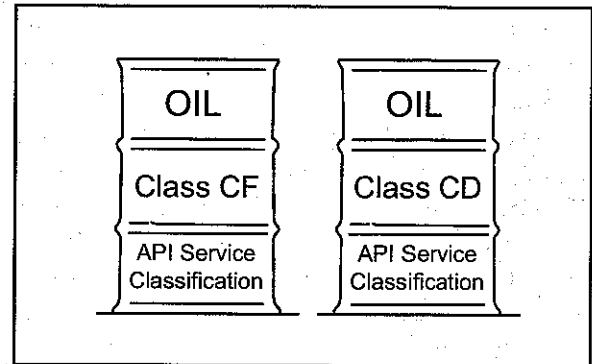 OIL
Class CF
API Service
Classification
OIL
Class CD
API Service
Classification